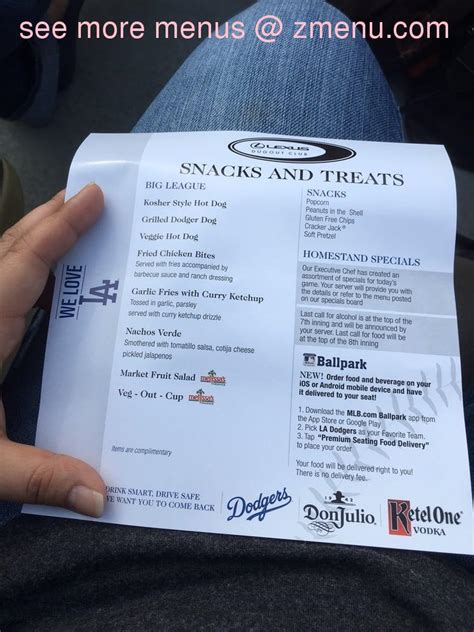 see more menus @ zmenu.com
LEXUS
DUGOUT CLUB
SNACKS AND TREATS
BIG LEAGUE
Kosher Style Hot Dog
Grilled Dodger Dog
Veggie Hot Dog
Fried Chicken Bites
Served with fries accompanied by
barbecue sauce and ranch dressing
Garlic Fries with Curry Ketchup
Tossed in garlic, parsley
served with curry ketchup drizzle
Nachos Verde
Smothered with tomatillo salsa, cotija cheese
pickled jalapenos
Market Fruit Salad
Veg - Out - Cup
Items are complimentary
SNACKS
Popcorn
Peanuts in the Shell
Gluten Free Chips
Cracker Jack ®
Soft Pretzel
HOMESTAND SPECIALS
Our Executive Chef has created an
assortment of specials for today's
game. Your server will provide you with
the details or refer to the menu posted
on our specials board
Last call for alcohol is at the top of the
7th inning and will be announced by
your server. Last call for food will be
at the top of the 8th inning
Ballpark
NEW! Order food and beverage on your
iOS or Android mobile device and have
it delivered to your seat!
1. Download the MLB.com Ballpark app from
the App Store or Google Play
2. Pick LA Dodgers as your Favorite Team.
3. Tap "Premium Seating Food Delivery"
to place your order
Your food will be delivered right to you!
There is no delivery fee.
WE LOVE
LA
DRINK SMART, DRIVE SAFE
WE WANT YOU TO COME BACK
Dodgers
1942
DonJulio
Ketel One
VODKA